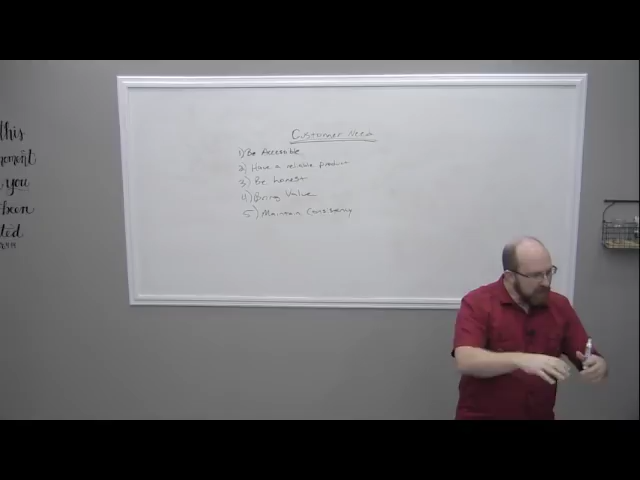 this
moment
you
been
Customer Need
1) Be Accessible
2) Have a reliable product
3) Be honest
4) Bring Value
5) Maintain Consistency